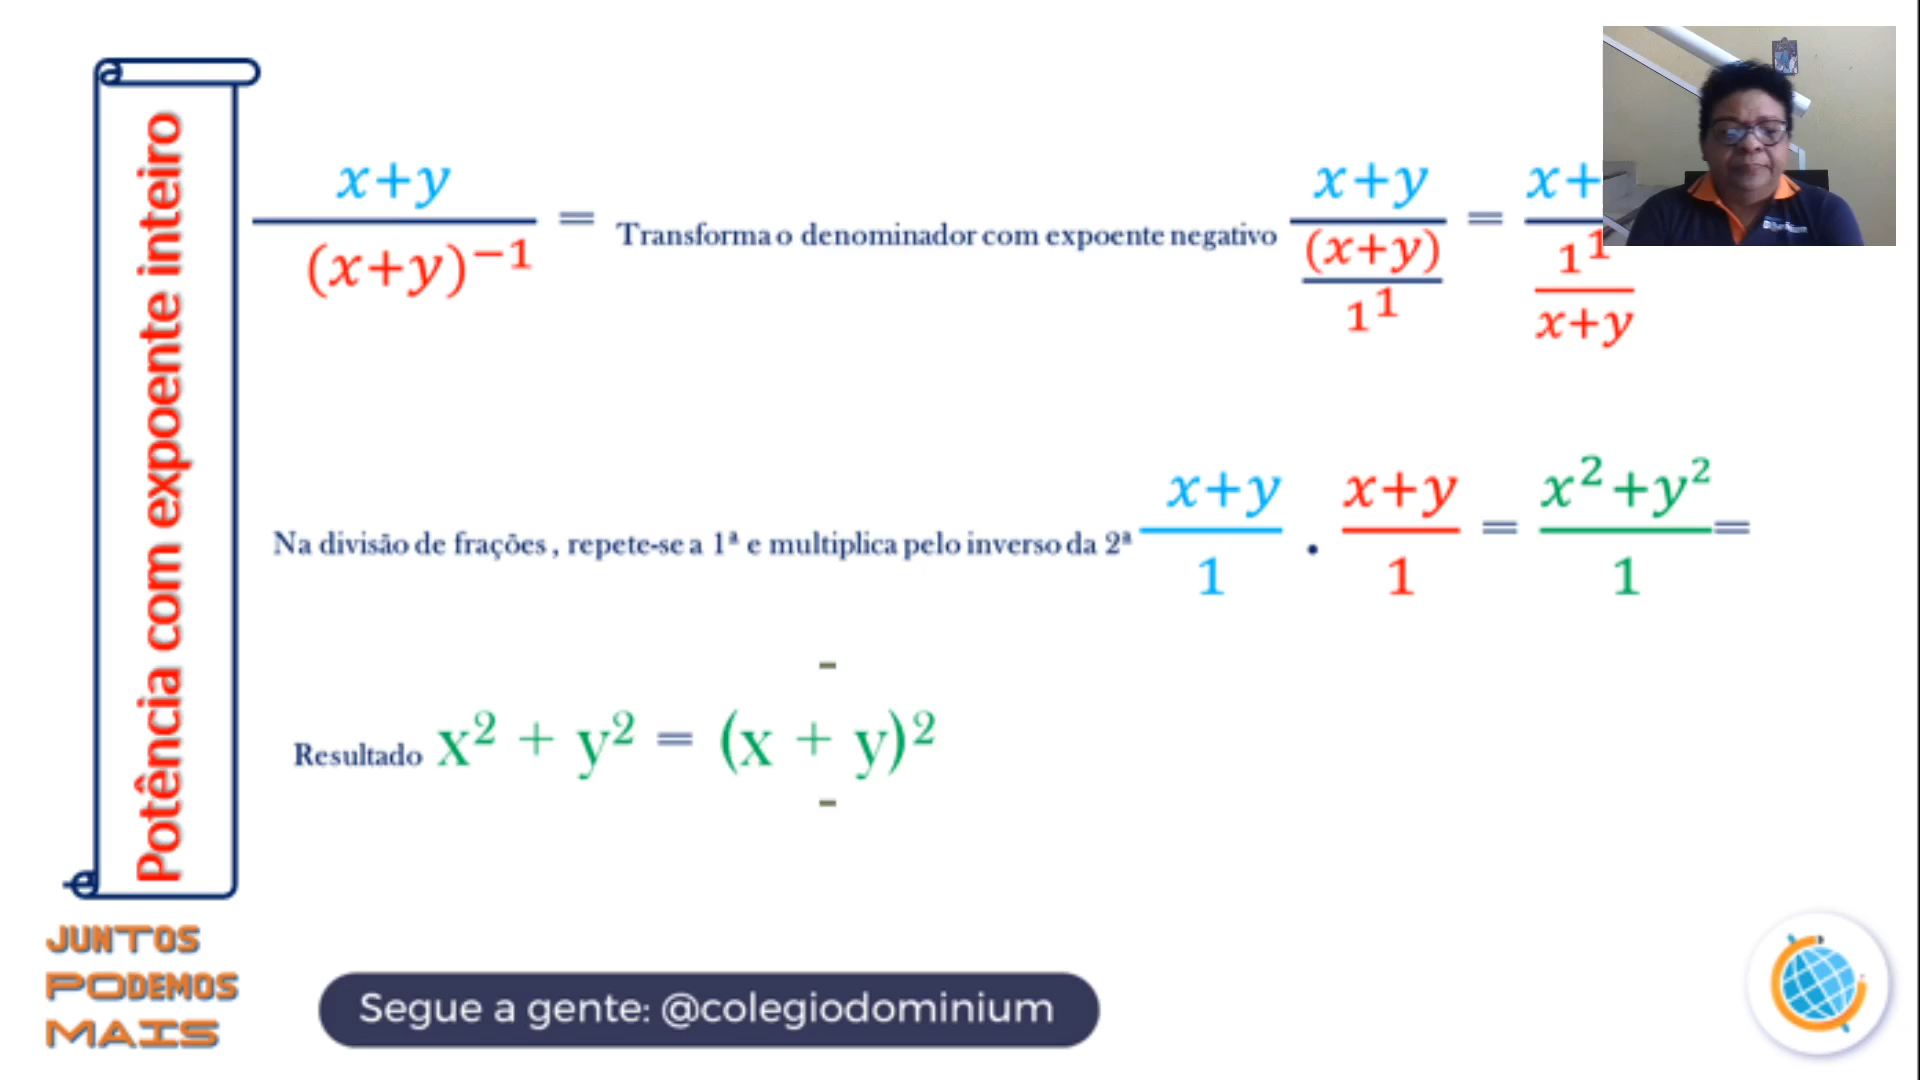 Potência com expoente inteiro
x+y / (x+y)⁻¹ = Transforma o denominador com expoente negativo x+y / (x+y) / 1¹ = x+ / 1¹ / x+y
Na divisão de frações , repete-se a 1ª e multiplica pelo inverso da 2ª x+y / 1 . x+y / 1 = x²+y² / 1 =
-
Resultado x² + y² = (x + y)²
-
JUNTOS
PODEMOS
MAIS
Segue a gente: @colegiodominium